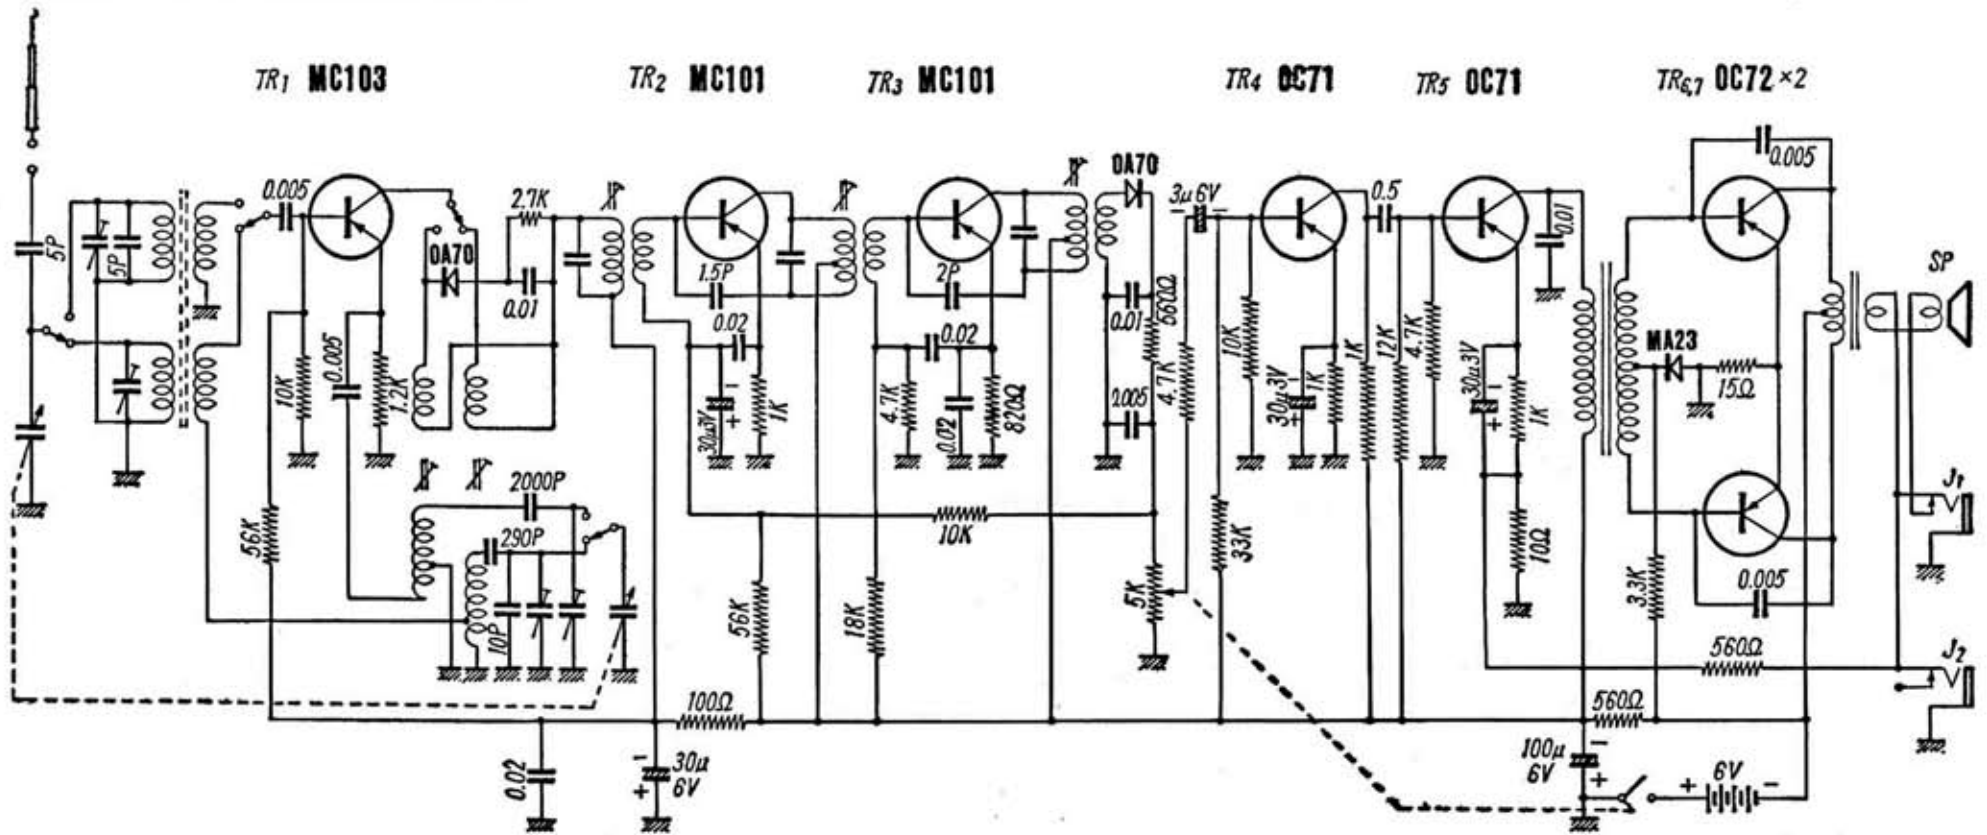 TR1 MC103
TR2 MC101
TR3 MC101
TR4 OC71
TR5 OC71
TR6,7 OC72 ×2
5P
5P
0.005
2.7K
OA70
0.01
0.005
10K
1.2K
56K
2000P
290P
10P
0.02
30μ
6V
- +
100Ω
1.5P
0.02
30μ3V
- +
1K
56K
10K
2P
0.02
4.7K
0.02
820Ω
18K
OA70
0.01
560Ω
0.005
5K
4.7K
3μ 6V
- -
33K
10K
30μ3V
- +
1K
1K
0.5
12K
4.7K
0.01
30μ3V
- +
1K
10Ω
0.005
MA23
15Ω
3.3K
0.005
560Ω
560Ω
100μ
6V
- +
+ 6V -
SP
J1
J2